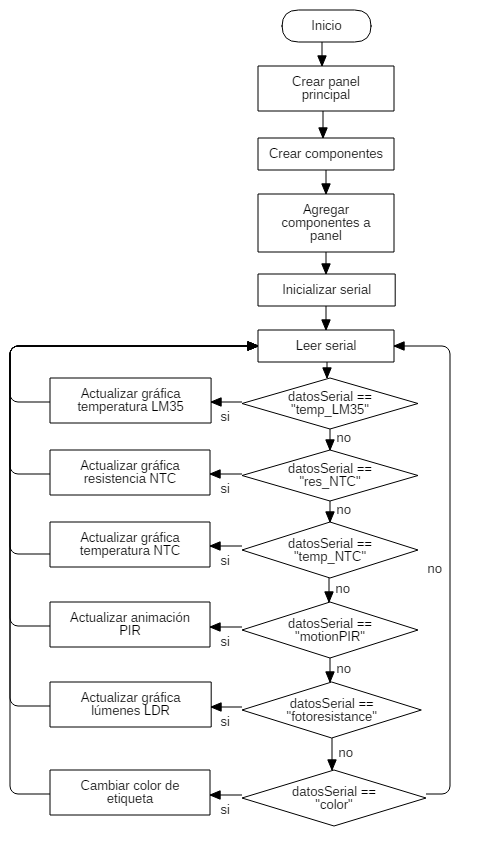 Inicio
Crear panel
principal
Crear componentes
Agregar
componentes a
panel
Inicializar serial
Leer serial
datosSerial ==
"temp_LM35"
si
Actualizar gráfica
temperatura LM35
no
datosSerial ==
"res_NTC"
si
Actualizar gráfica
resistencia NTC
no
datosSerial ==
"temp_NTC"
si
Actualizar gráfica
temperatura NTC
no
datosSerial ==
"motionPIR"
si
Actualizar animación
PIR
no
datosSerial ==
"fotoresistance"
si
Actualizar gráfica
lúmenes LDR
no
datosSerial ==
"color"
si
Cambiar color de
etiqueta
no